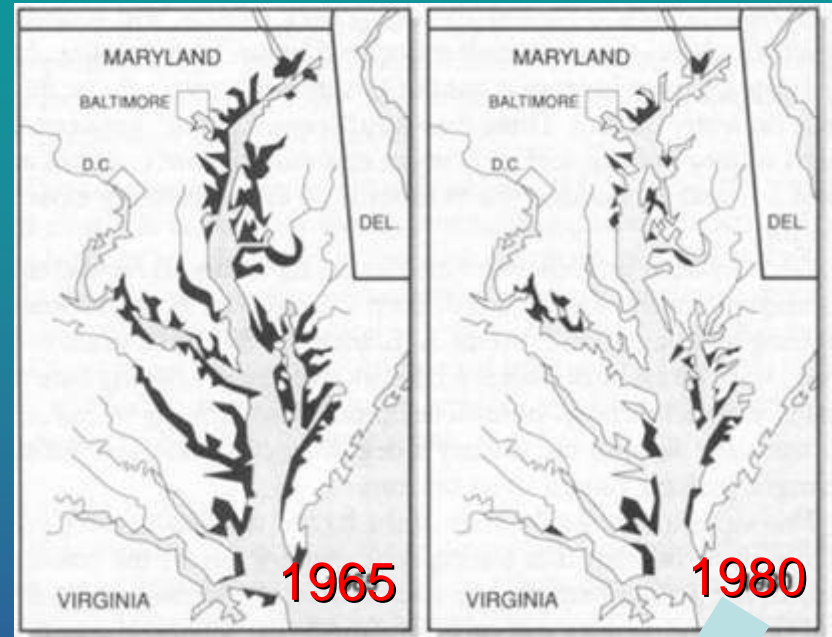 MARYLAND
BALTIMORE
D.C.
DEL.
VIRGINIA
1965
MARYLAND
BALTIMORE
D.C.
DEL.
VIRGINIA
1980